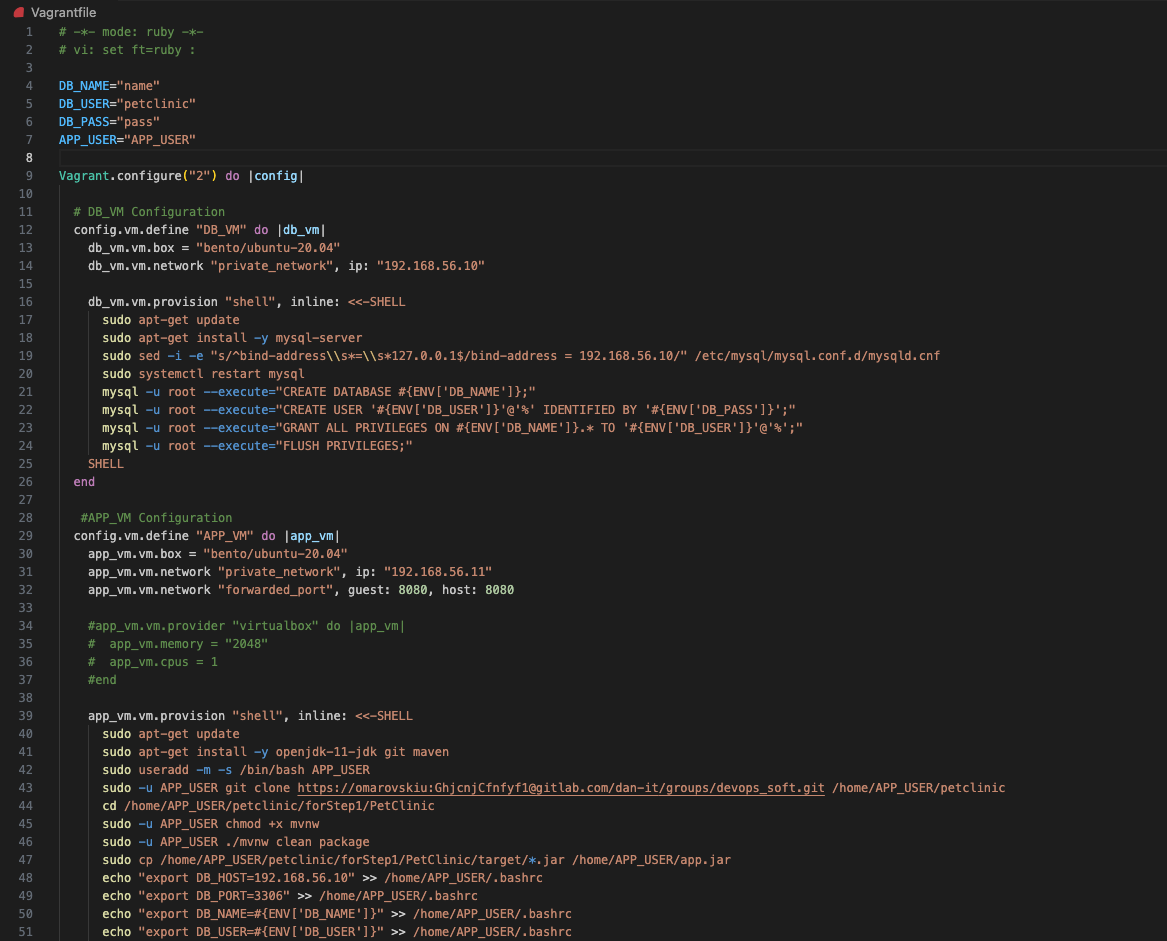 Vagrantfile
1 # -*- mode: ruby -*-
2 # vi: set ft=ruby :
3
4 DB_NAME="name"
5 DB_USER="petclinic"
6 DB_PASS="pass"
7 APP_USER="APP_USER"
8
9 Vagrant.configure("2") do |config|
10
11 # DB_VM Configuration
12 config.vm.define "DB_VM" do |db_vm|
13 db_vm.vm.box = "bento/ubuntu-20.04"
14 db_vm.vm.network "private_network", ip: "192.168.56.10"
15
16 db_vm.vm.provision "shell", inline: <<-SHELL
17 sudo apt-get update
18 sudo apt-get install -y mysql-server
19 sudo sed -i -e "s/^bind-address\\s*=\\s*127.0.0.1$/bind-address = 192.168.56.10/" /etc/mysql/mysql.conf.d/mysqld.cnf
20 sudo systemctl restart mysql
21 mysql -u root --execute="CREATE DATABASE #{ENV['DB_NAME']};"
22 mysql -u root --execute="CREATE USER '#{ENV['DB_USER']}'@'%' IDENTIFIED BY '#{ENV['DB_PASS']}';"
23 mysql -u root --execute="GRANT ALL PRIVILEGES ON #{ENV['DB_NAME']}.* TO '#{ENV['DB_USER']}'@'%';"
24 mysql -u root --execute="FLUSH PRIVILEGES;"
25 SHELL
26 end
27
28 #APP_VM Configuration
29 config.vm.define "APP_VM" do |app_vm|
30 app_vm.vm.box = "bento/ubuntu-20.04"
31 app_vm.vm.network "private_network", ip: "192.168.56.11"
32 app_vm.vm.network "forwarded_port", guest: 8080, host: 8080
33
34 #app_vm.vm.provider "virtualbox" do |app_vm|
35 #  app_vm.memory = "2048"
36 #  app_vm.cpus = 1
37 #end
38
39 app_vm.vm.provision "shell", inline: <<-SHELL
40 sudo apt-get update
41 sudo apt-get install -y openjdk-11-jdk git maven
42 sudo useradd -m -s /bin/bash APP_USER
43 sudo -u APP_USER git clone https://omarovskiu:GhjcnjCfnfyf1@gitlab.com/dan-it/groups/devops_soft.git /home/APP_USER/petclinic
44 cd /home/APP_USER/petclinic/forStep1/PetClinic
45 sudo -u APP_USER chmod +x mvnw
46 sudo -u APP_USER ./mvnw clean package
47 sudo cp /home/APP_USER/petclinic/forStep1/PetClinic/target/*.jar /home/APP_USER/app.jar
48 echo "export DB_HOST=192.168.56.10" >> /home/APP_USER/.bashrc
49 echo "export DB_PORT=3306" >> /home/APP_USER/.bashrc
50 echo "export DB_NAME=#{ENV['DB_NAME']}" >> /home/APP_USER/.bashrc
51 echo "export DB_USER=#{ENV['DB_USER']}" >> /home/APP_USER/.bashrc